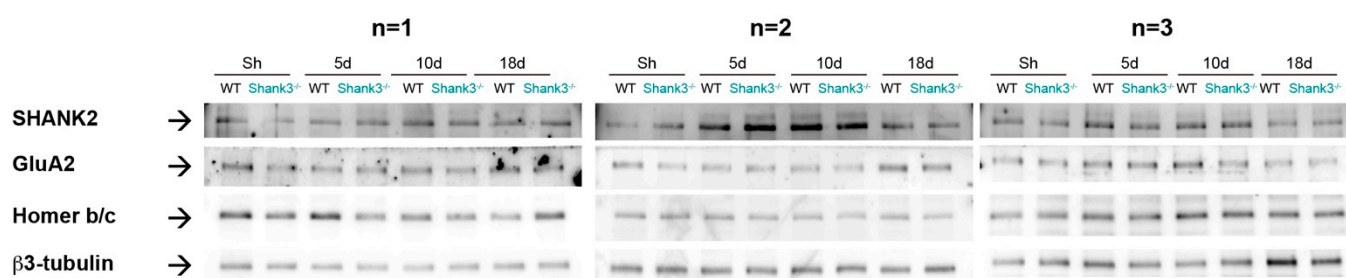 n=1 n=2 n=3
Sh 5d 10d 18d Sh 5d 10d 18d Sh 5d 10d 18d
WT Shank3-/- WT Shank3-/- WT Shank3-/- WT Shank3-/- WT Shank3-/- WT Shank3-/- WT Shank3-/- WT Shank3-/- WT Shank3-/- WT Shank3-/- WT Shank3-/- WT Shank3-/-
SHANK2 →
GluA2 →
Homer b/c →
β3-tubulin →